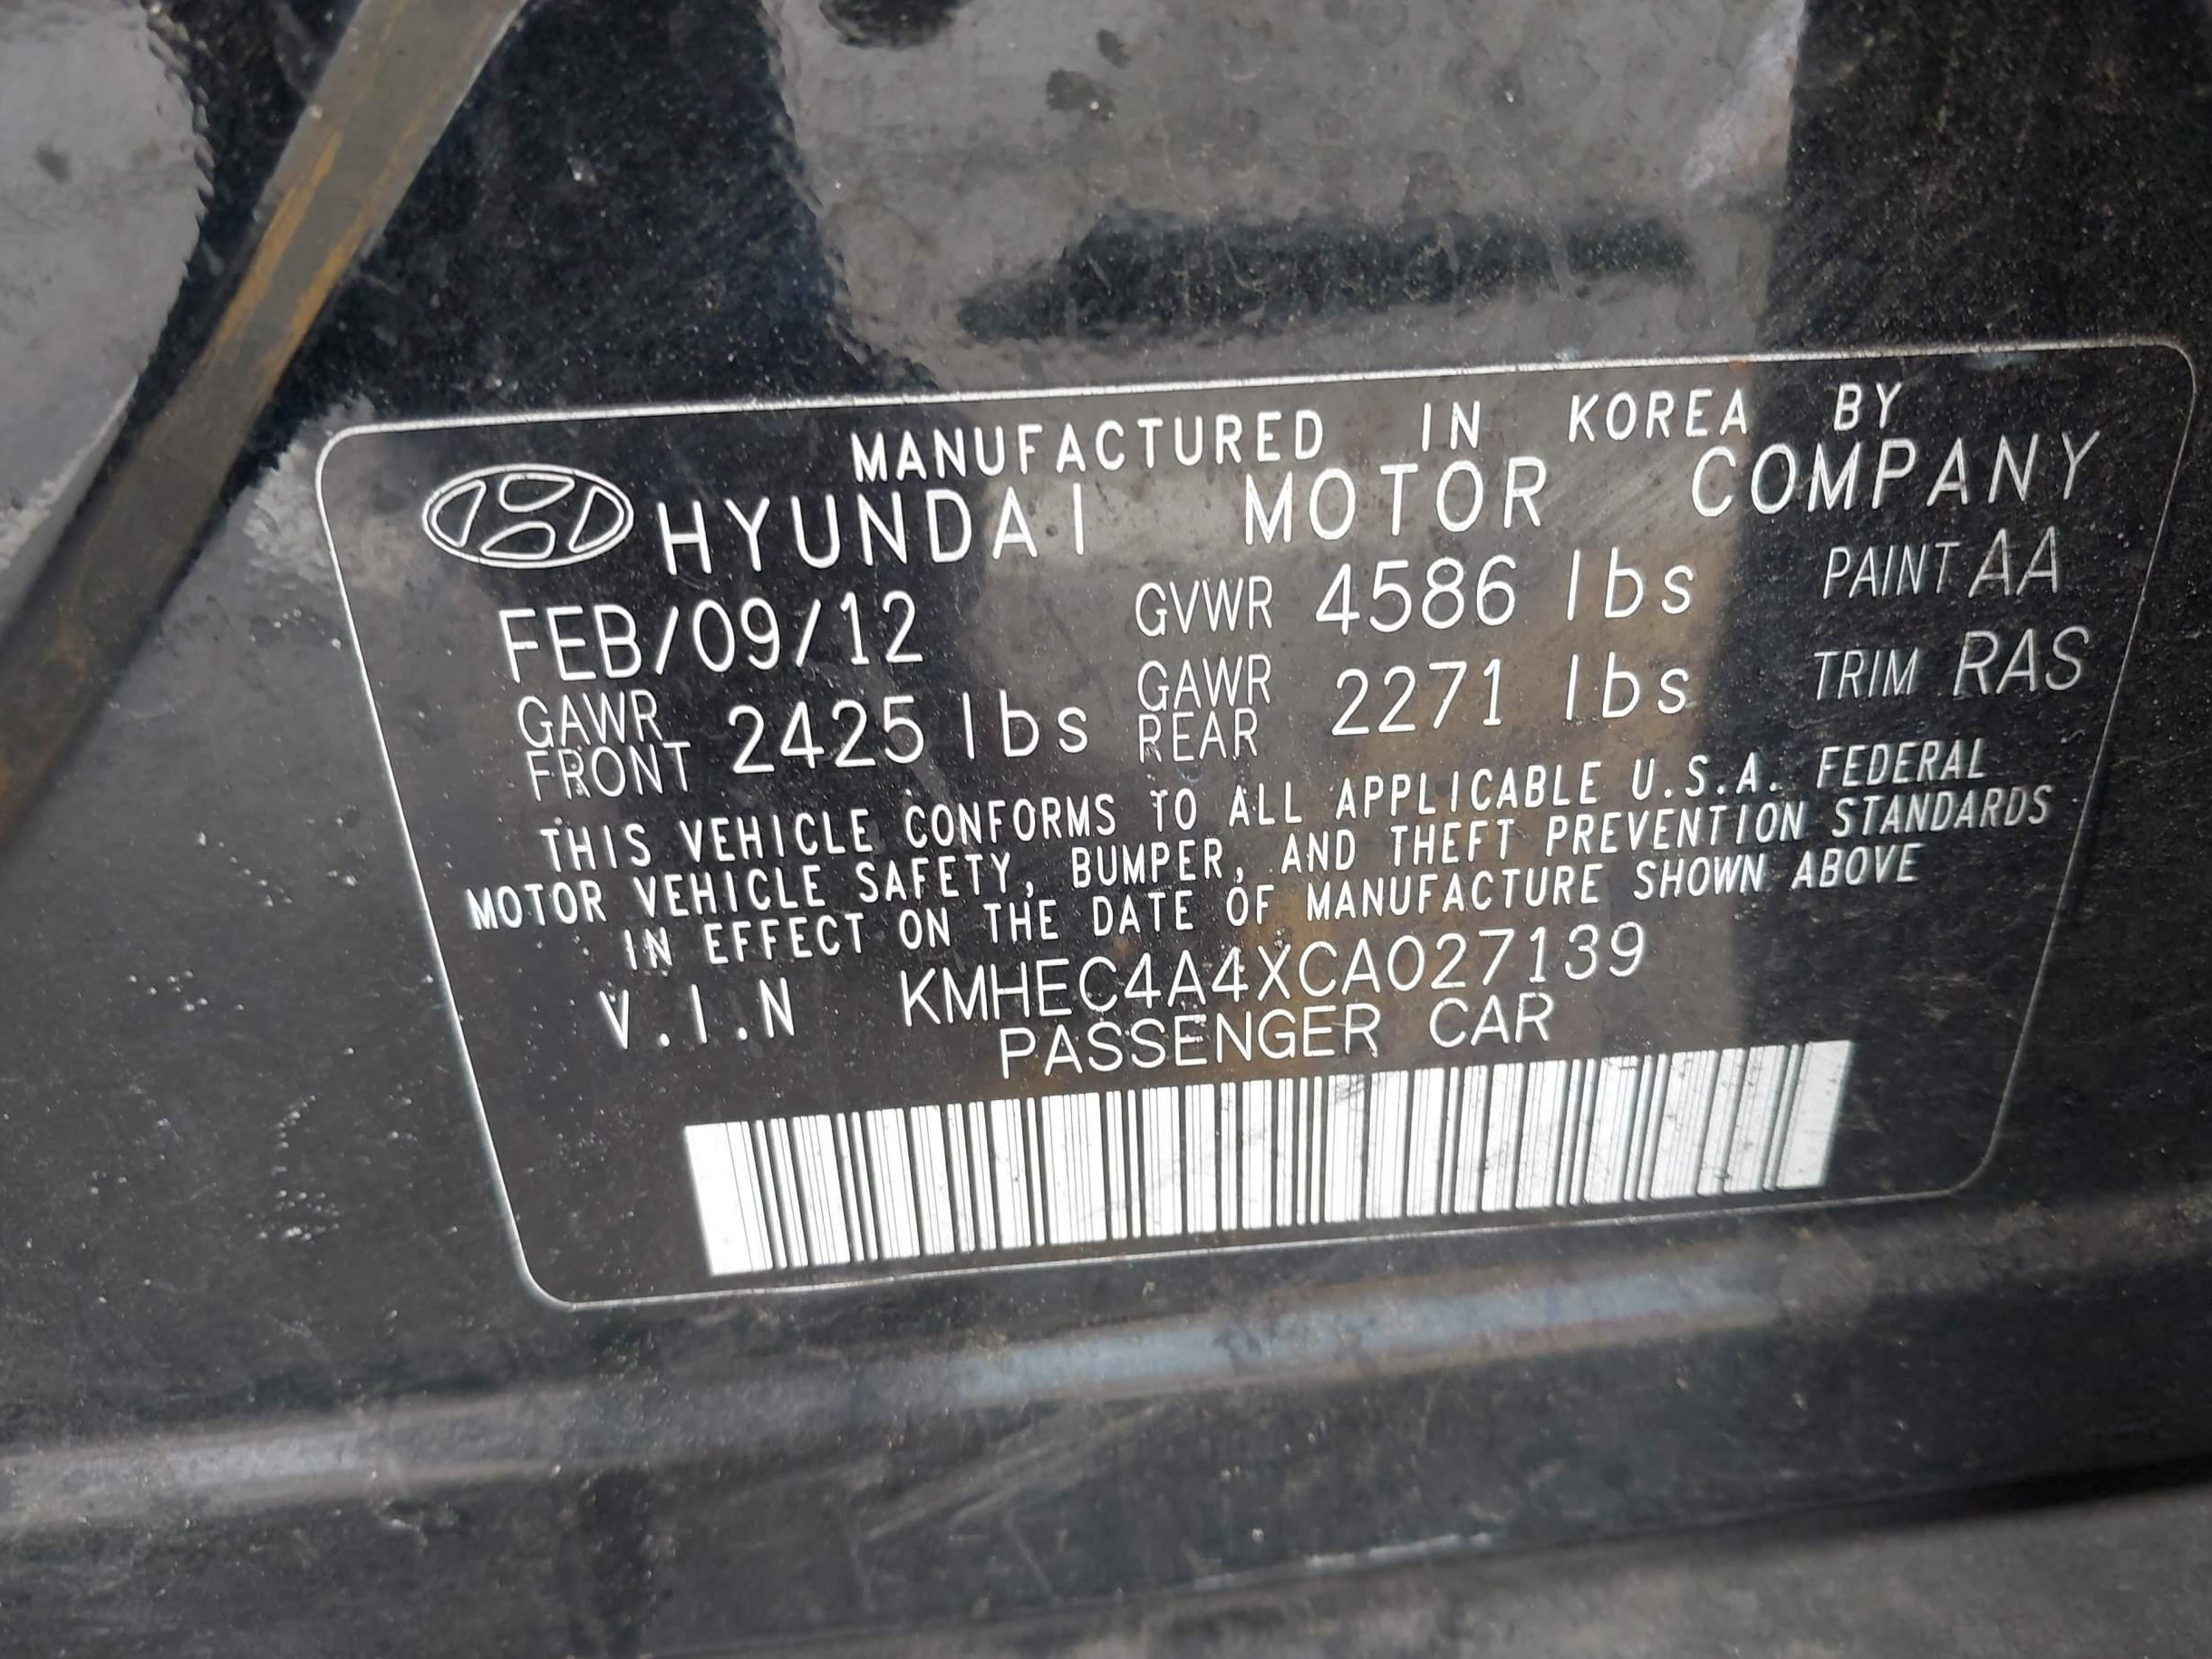 MANUFACTURED IN KOREA BY
HYUNDAI MOTOR COMPANY
FEB/09/12 GVWR 4586 lbs PAINT AA
GAWR FRONT 2425 lbs GAWR REAR 2271 lbs TRIM RAS
THIS VEHICLE CONFORMS TO ALL APPLICABLE U.S.A. FEDERAL
MOTOR VEHICLE SAFETY, BUMPER, AND THEFT PREVENTION STANDARDS
IN EFFECT ON THE DATE OF MANUFACTURE SHOWN ABOVE
V.I.N KMHEC4A4XCA027139
PASSENGER CAR